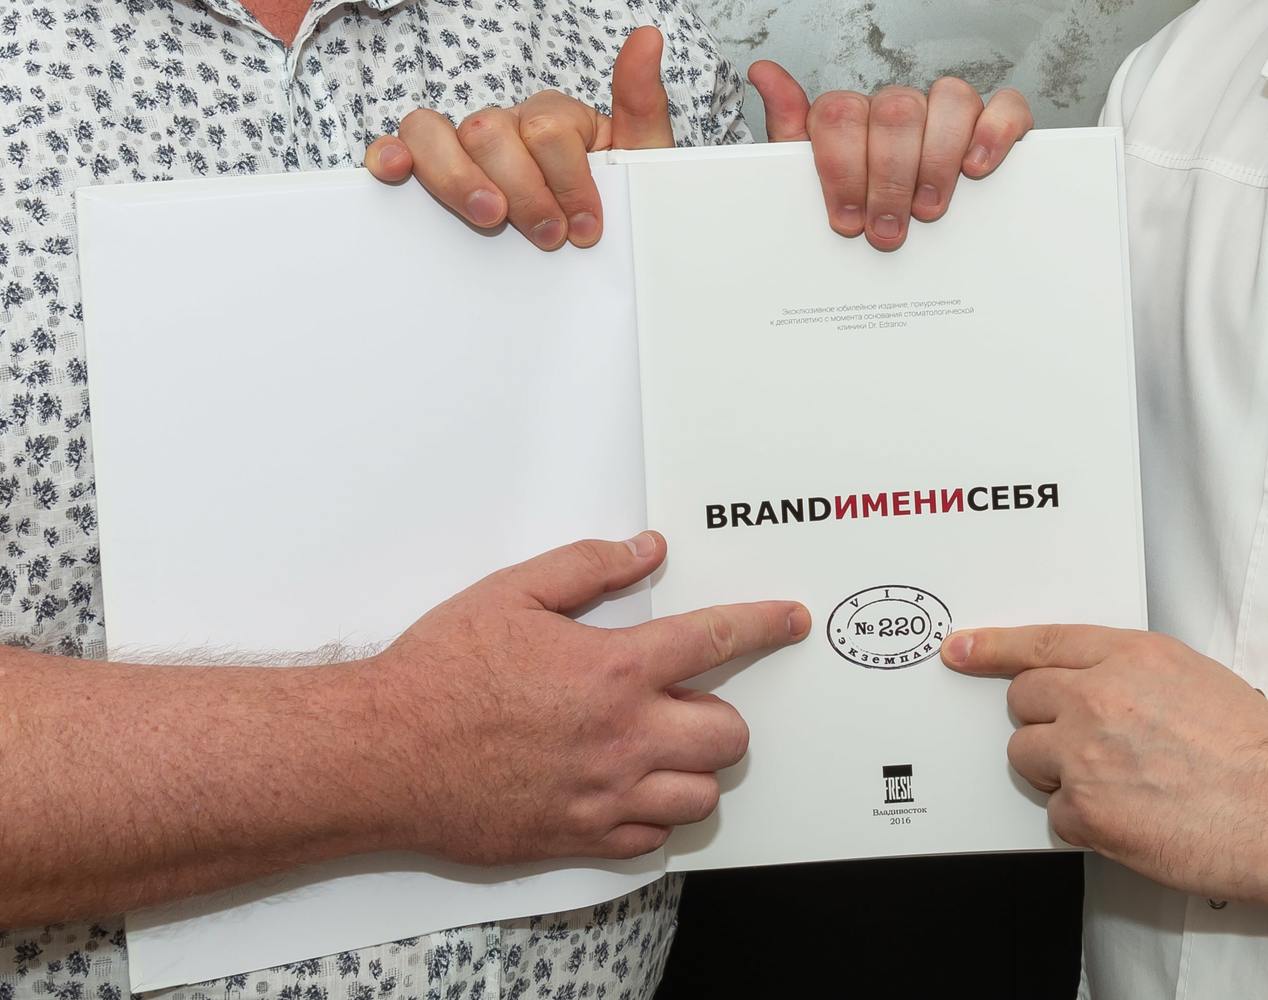 Эксклюзивное юбилейное издание, приуроченное
к десятилетию с момента основания стоматологической
клиники Dr. Edranov
BRANDИМЕНИСЕБЯ
VIP
№ 220
экземпляр
FRESH
Владивосток
2016